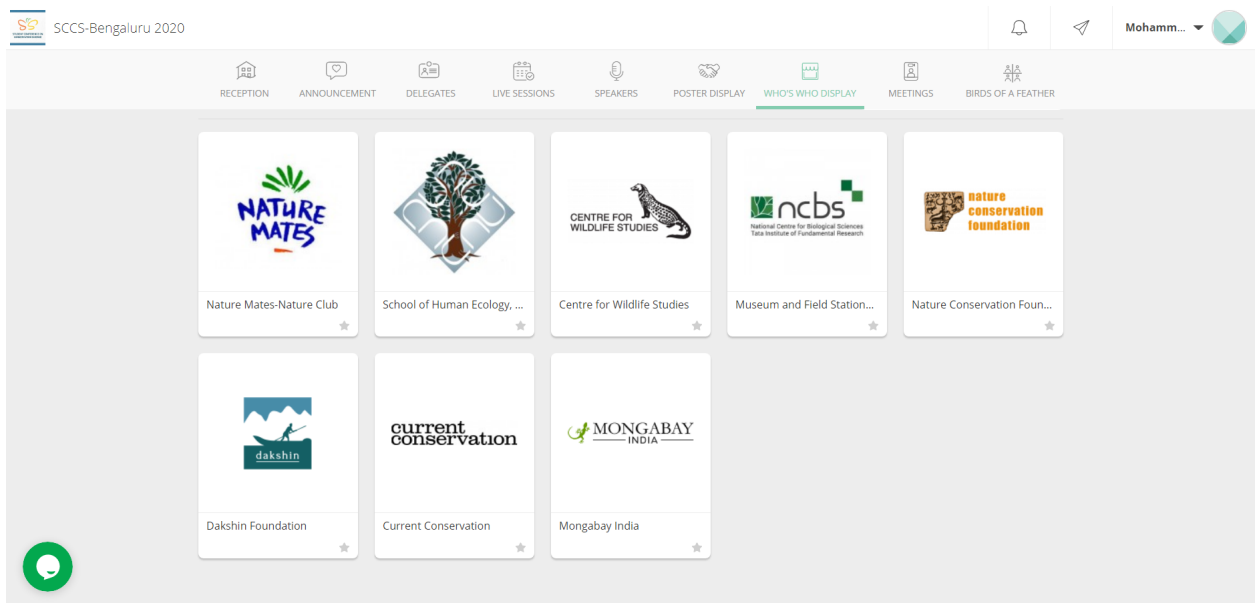 SCCS-Bengaluru 2020
Mohamm...
RECEPTION
ANNOUNCEMENT
DELEGATES
LIVE SESSIONS
SPEAKERS
POSTER DISPLAY
WHO'S WHO DISPLAY
MEETINGS
BIRDS OF A FEATHER
NATURE
MATES
CENTRE FOR
WILDLIFE STUDIES
ncbs
National Centre for Biological Sciences
Tata Institute of Fundamental Research
nature
conservation
foundation
Nature Mates-Nature Club
School of Human Ecology, ...
Centre for Wildlife Studies
Museum and Field Station...
Nature Conservation Foun...
dakshin
current
conservation
MONGABAY
INDIA
Dakshin Foundation
Current Conservation
Mongabay India